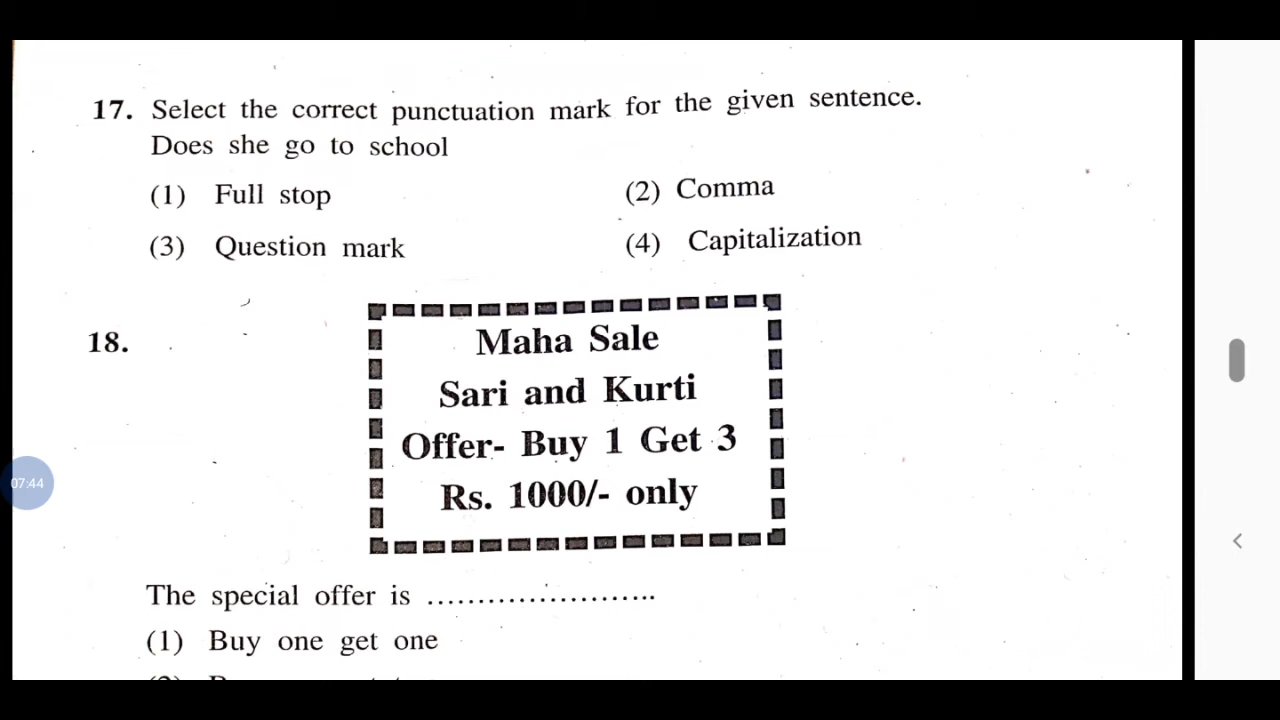 17. Select the correct punctuation mark for the given sentence.
Does she go to school
(1) Full stop (2) Comma
(3) Question mark (4) Capitalization
18.
Maha Sale
Sari and Kurti
Offer- Buy 1 Get 3
Rs. 1000/- only
07:44
The special offer is .......................
(1) Buy one get one